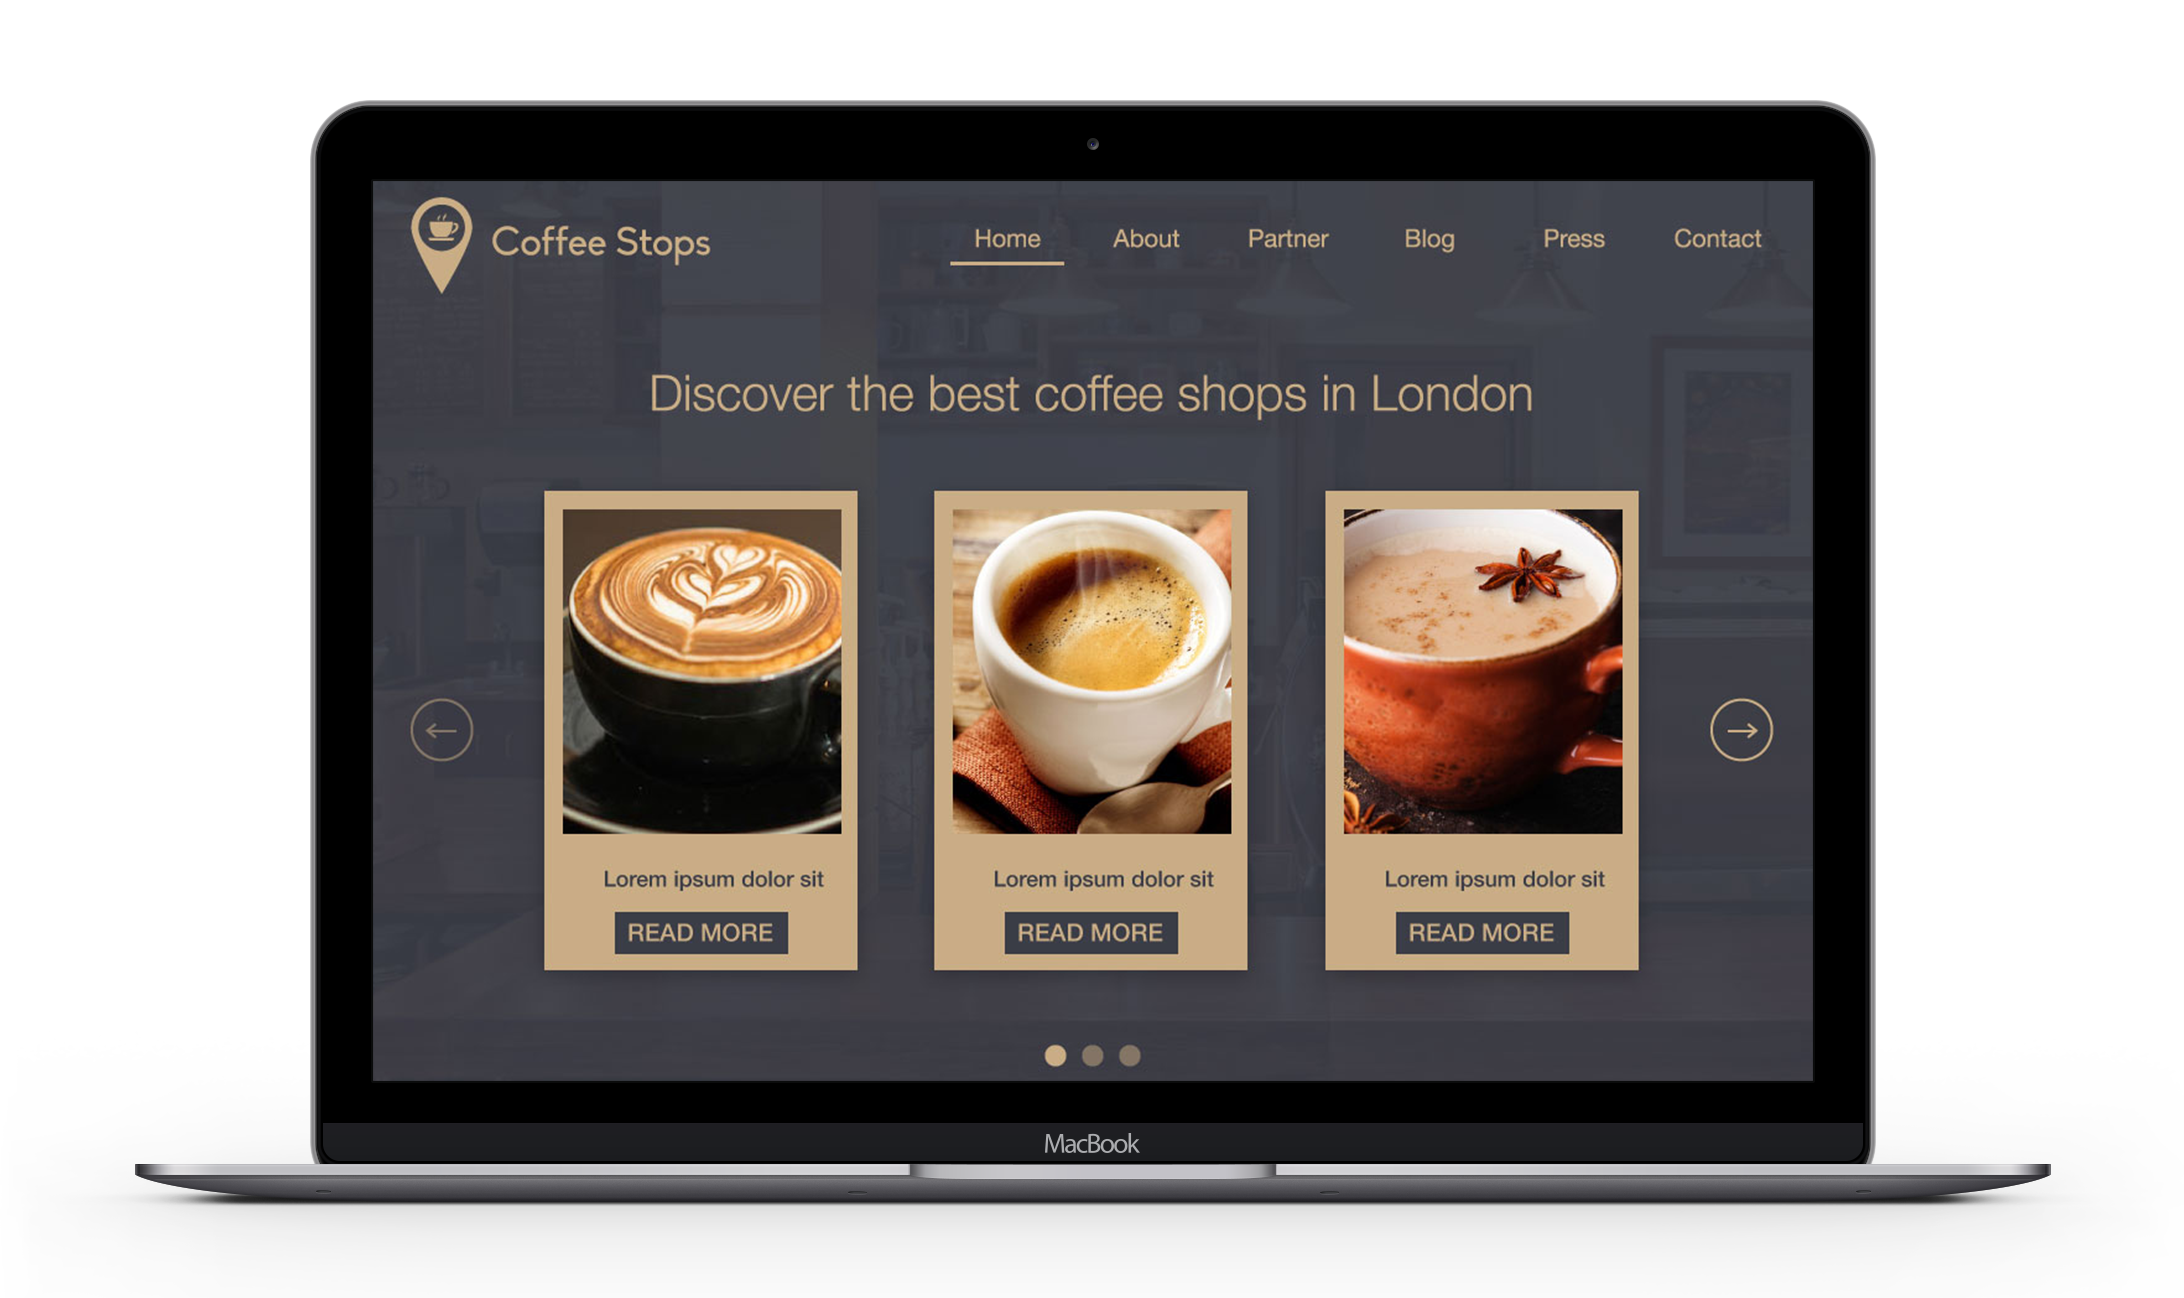 Coffee Stops
Home About Partner Blog Press Contact
Discover the best coffee shops in London
Lorem ipsum dolor sit
READ MORE
Lorem ipsum dolor sit
READ MORE
Lorem ipsum dolor sit
READ MORE
MacBook